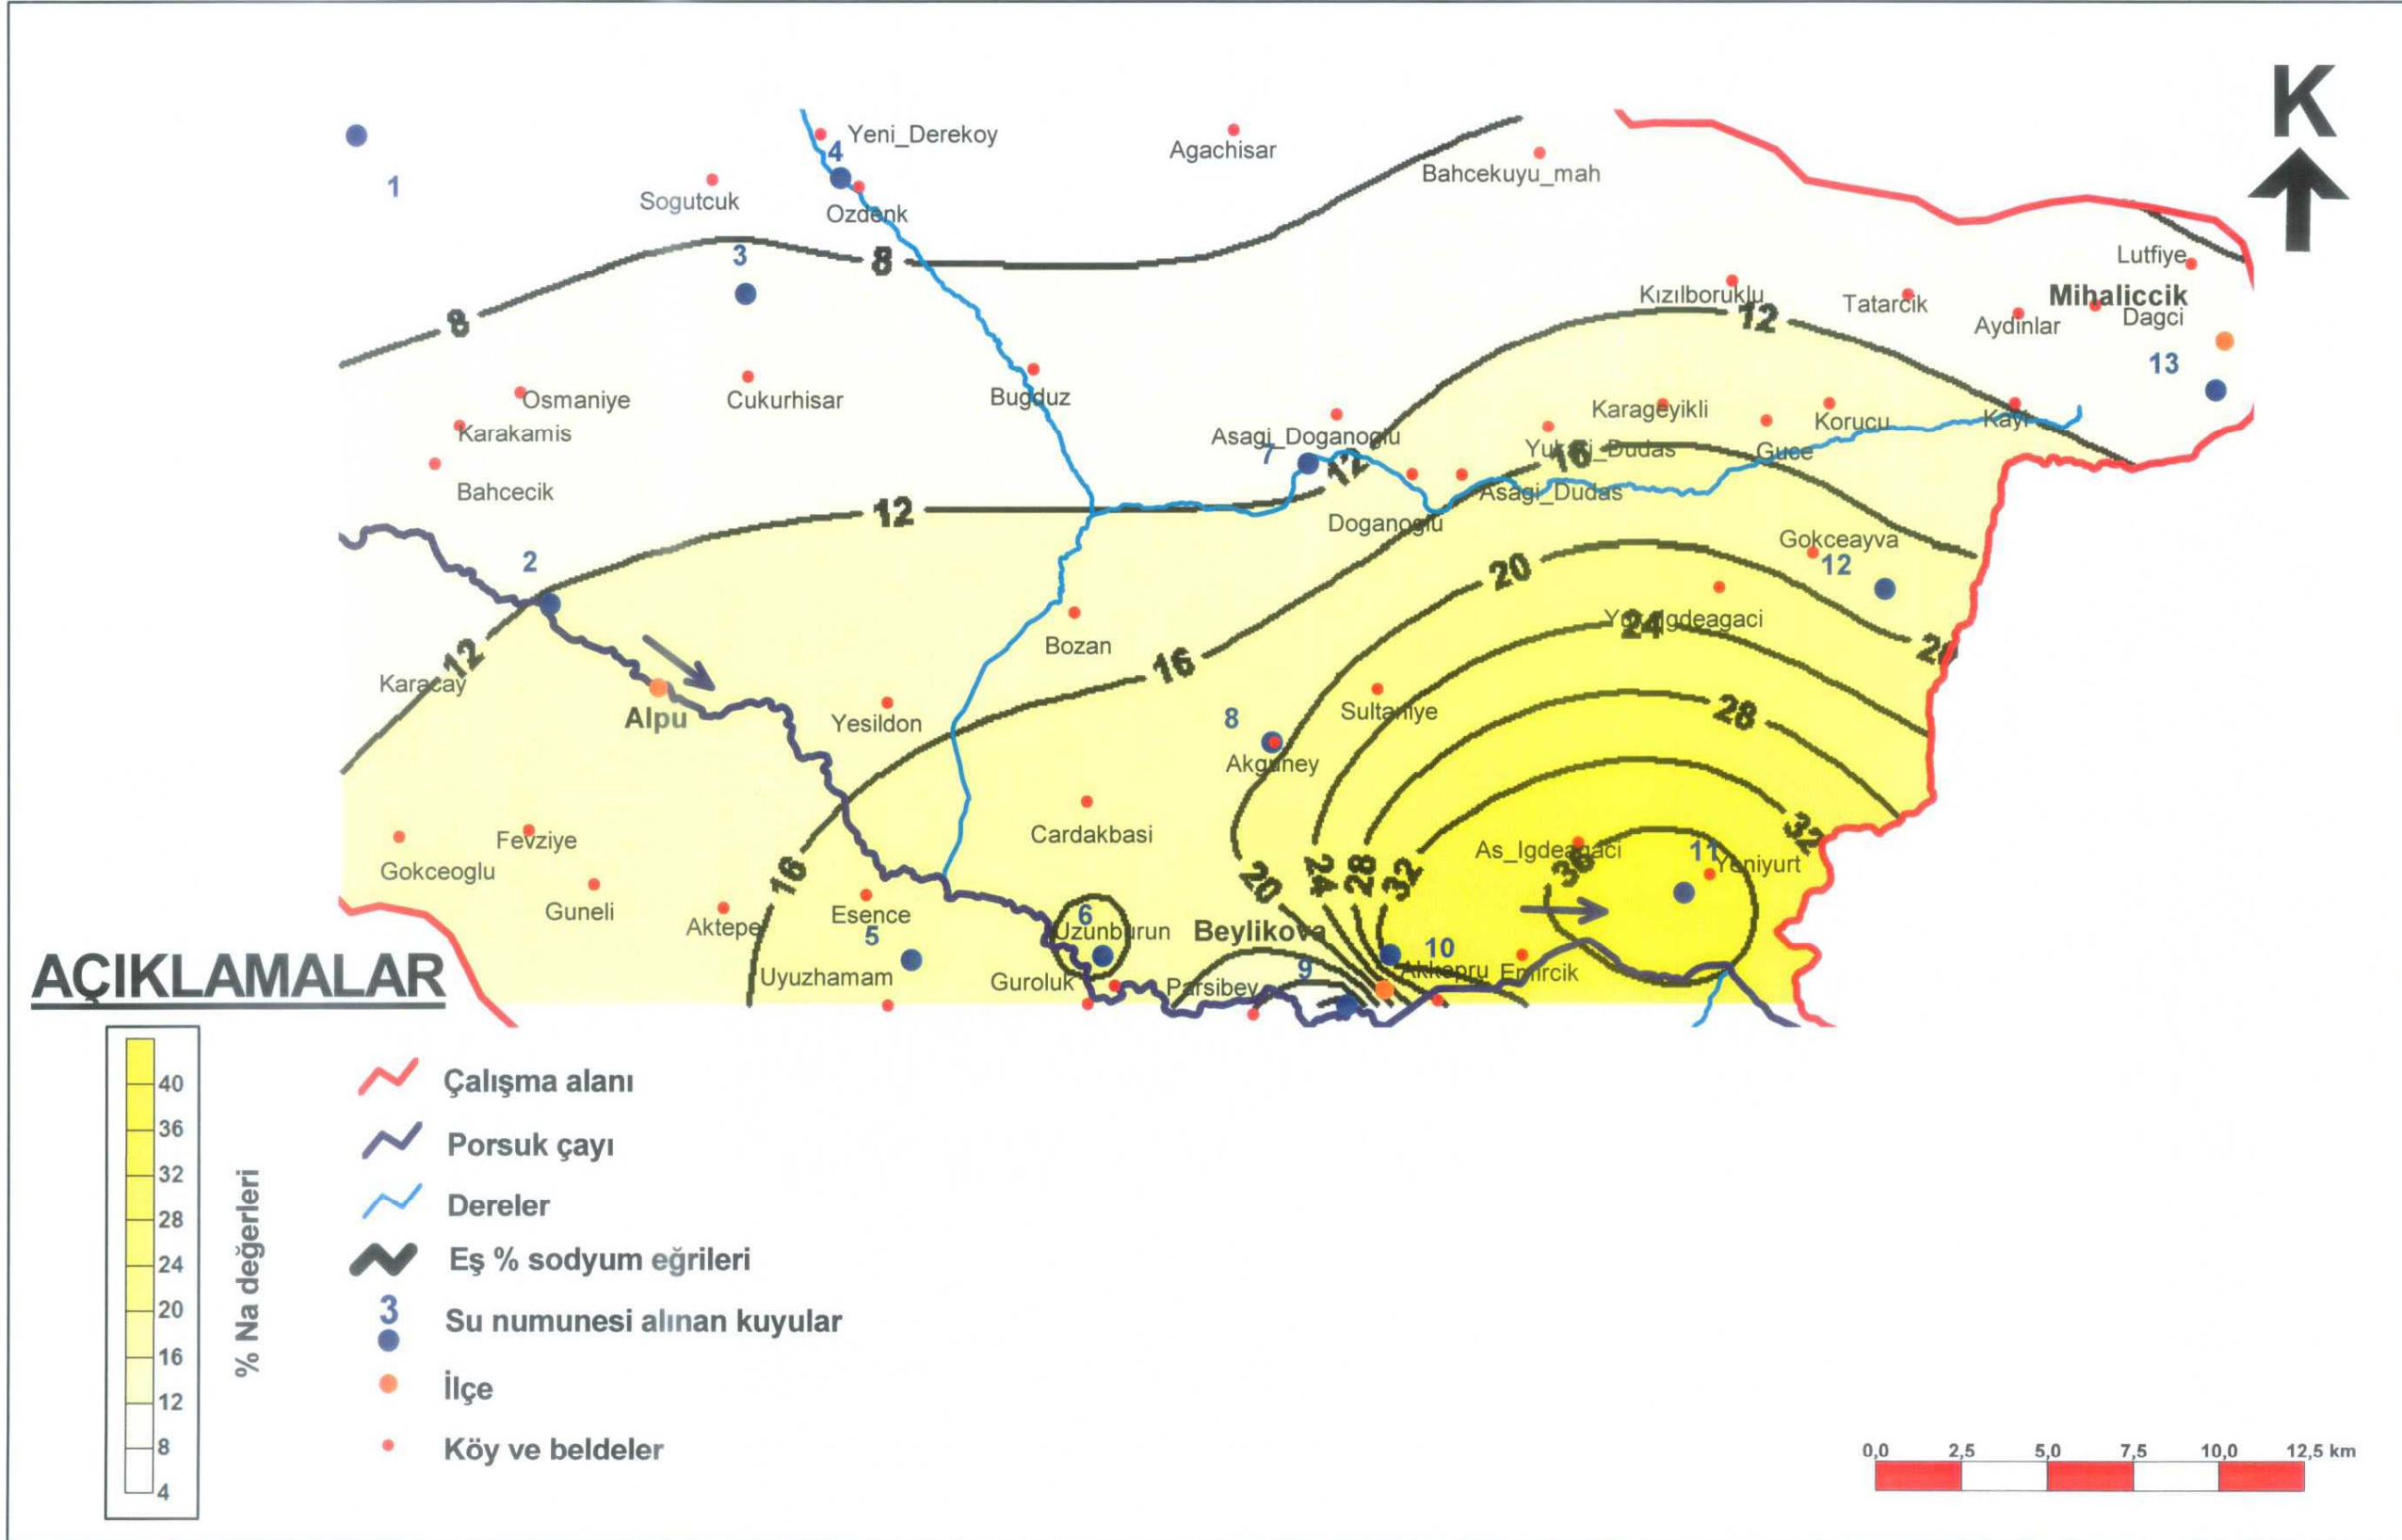 K
Yeni_Derekoy
4
Agachisar
Bahcekuyu_mah
1
Sogutcuk
Ozdenk
3
8
8
Lutfiye
Kızılboruklu
12
Tatarcik
Mihaliccik
Aydinlar
Dagci
13
Osmaniye
Cukurhisar
Bugduz
Karakamis
Asagi_Doganoglu
Karageyikli
Korucu
Kayi
7
12
16
Guce
Bahcecik
Asagi_Dudas
12
Doganoglu
Gokceayva
2
20
12
Bozan
24
12
16
20
Karacay
Alpu
Yesildon
8
Sultaniye
28
Akguney
Fevziye
Cardakbasi
32
Gokceoglu
16
As_Igdeagaci
11
Yeniyurt
20
24
28
32
36
Guneli
Aktepe
Esence
6
5
Uzunburun
Beylikova
10
Uyuzhamam
Guroluk
Parsibey
9
Akkopru
Emircik
AÇIKLAMALAR
40
36
32
28
24
20
16
12
8
4
% Na değerleri
Çalışma alanı
Porsuk çayı
Dereler
Eş % sodyum eğrileri
3
Su numunesi alınan kuyular
İlçe
Köy ve beldeler
0,0 2,5 5,0 7,5 10,0 12,5 km